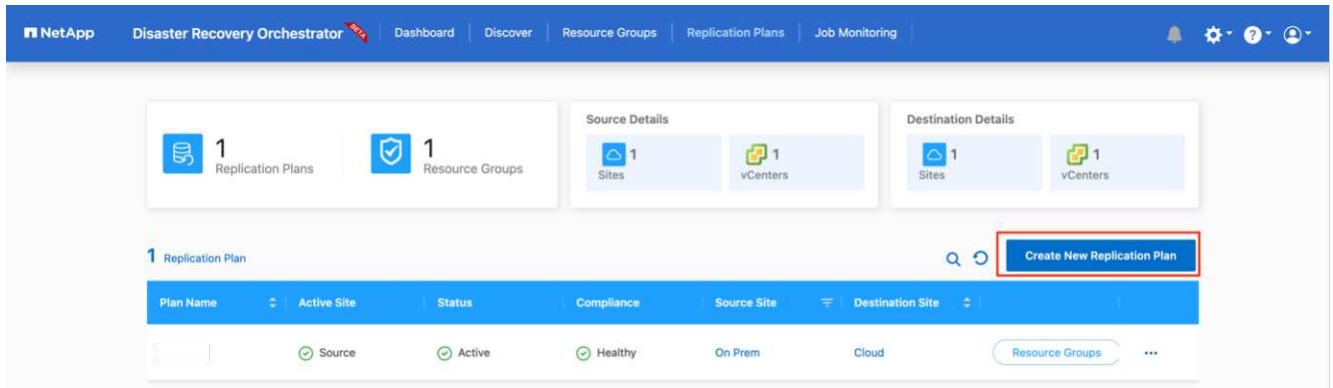 NetApp Disaster Recovery Orchestrator BETA Dashboard Discover Resource Groups Replication Plans Job Monitoring
Source Details
Destination Details
1
Replication Plans
1
Resource Groups
1
Sites
1
vCenters
1
Sites
1
vCenters
1 Replication Plan
Create New Replication Plan
Plan Name Active Site Status Compliance Source Site Destination Site
Source Active Healthy On Prem Cloud Resource Groups ...